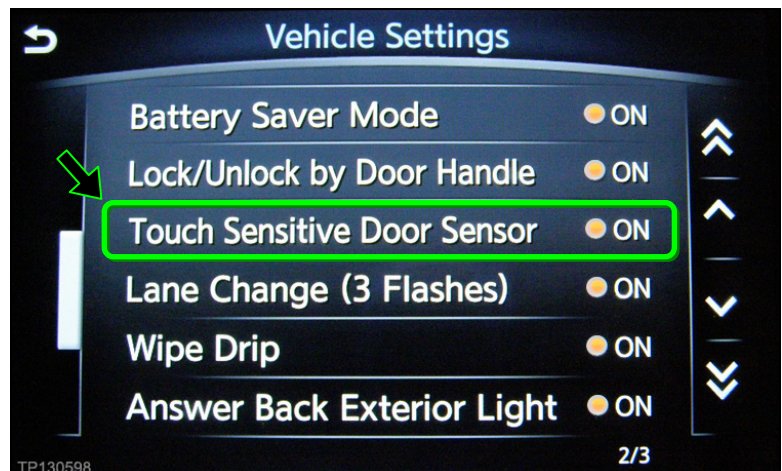 Vehicle Settings
Battery Saver Mode ON
Lock/Unlock by Door Handle ON
Touch Sensitive Door Sensor ON
Lane Change (3 Flashes) ON
Wipe Drip ON
Answer Back Exterior Light ON
2/3
TP130598